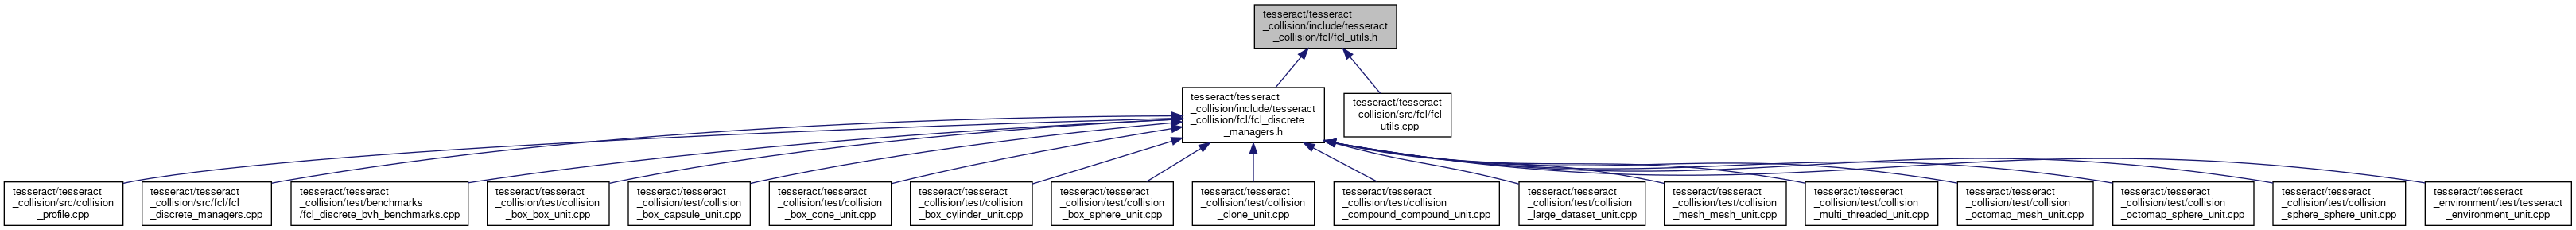 tesseract/tesseract
_collision/include/tesseract
_collision/fcl/fcl_utils.h
tesseract/tesseract
_collision/include/tesseract
_collision/fcl/fcl_discrete
_managers.h
tesseract/tesseract
_collision/src/fcl/fcl
_utils.cpp
tesseract/tesseract
_collision/src/collision
_profile.cpp
tesseract/tesseract
_collision/src/fcl/fcl
_discrete_managers.cpp
tesseract/tesseract
_collision/test/benchmarks
/fcl_discrete_bvh_benchmarks.cpp
tesseract/tesseract
_collision/test/collision
_box_box_unit.cpp
tesseract/tesseract
_collision/test/collision
_box_capsule_unit.cpp
tesseract/tesseract
_collision/test/collision
_box_cone_unit.cpp
tesseract/tesseract
_collision/test/collision
_box_cylinder_unit.cpp
tesseract/tesseract
_collision/test/collision
_box_sphere_unit.cpp
tesseract/tesseract
_collision/test/collision
_clone_unit.cpp
tesseract/tesseract
_collision/test/collision
_compound_compound_unit.cpp
tesseract/tesseract
_collision/test/collision
_large_dataset_unit.cpp
tesseract/tesseract
_collision/test/collision
_mesh_mesh_unit.cpp
tesseract/tesseract
_collision/test/collision
_multi_threaded_unit.cpp
tesseract/tesseract
_collision/test/collision
_octomap_mesh_unit.cpp
tesseract/tesseract
_collision/test/collision
_octomap_sphere_unit.cpp
tesseract/tesseract
_collision/test/collision
_sphere_sphere_unit.cpp
tesseract/tesseract
_environment/test/tesseract
_environment_unit.cpp